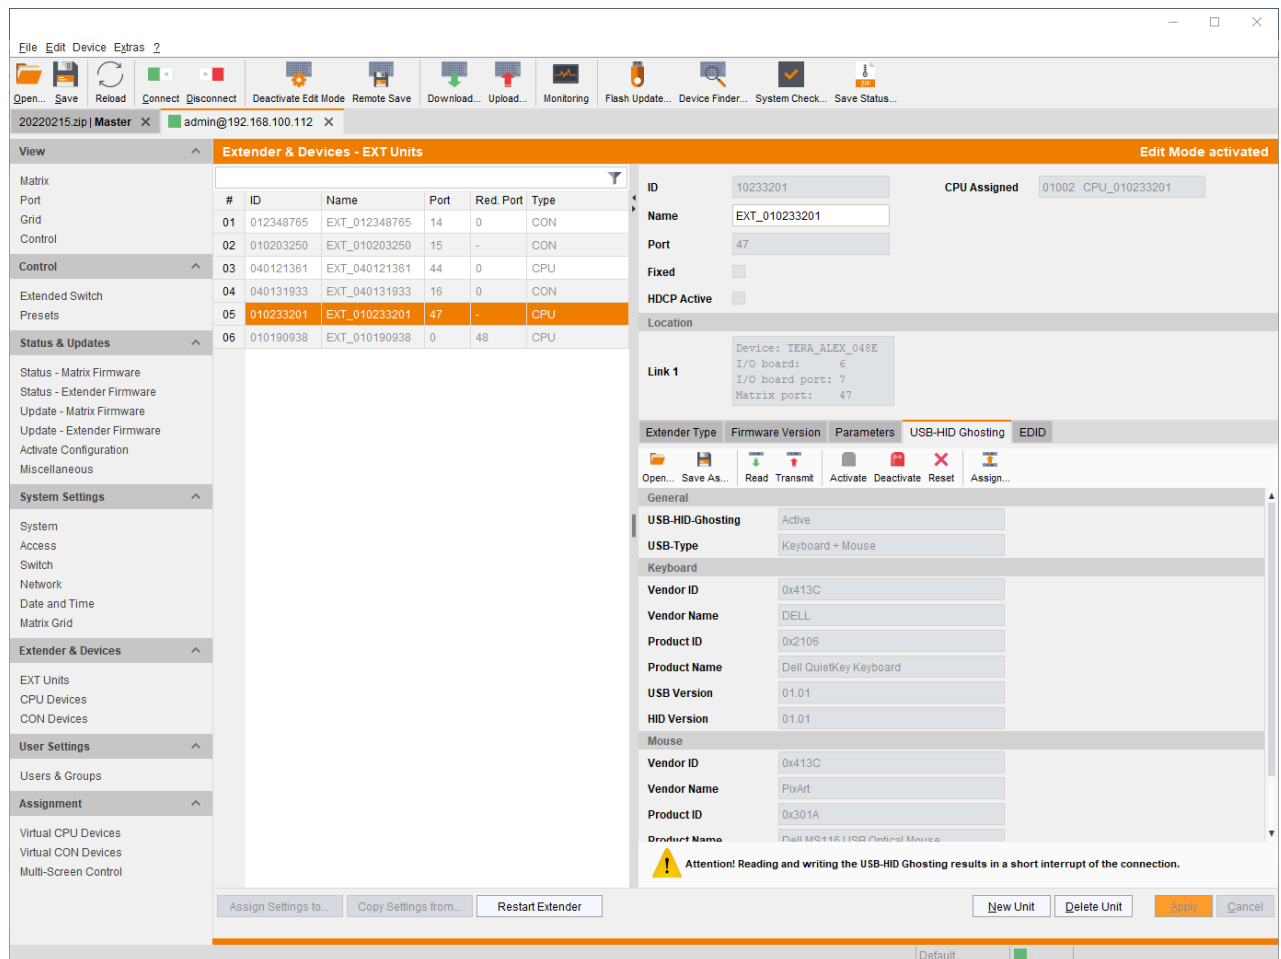 File Edit Device Extras ?
Open... Save Reload Connect Disconnect Deactivate Edit Mode Remote Save Download... Upload... Monitoring Flash Update... Device Finder... System Check... Save Status...
20220215.zip | Master admin@192.168.100.112
View
Matrix
Port
Grid
Control
Control
Extended Switch
Presets
Status & Updates
Status - Matrix Firmware
Status - Extender Firmware
Update - Matrix Firmware
Update - Extender Firmware
Activate Configuration
Miscellaneous
System Settings
System
Access
Switch
Network
Date and Time
Matrix Grid
Extender & Devices
EXT Units
CPU Devices
CON Devices
User Settings
Users & Groups
Assignment
Virtual CPU Devices
Virtual CON Devices
Multi-Screen Control
Extender & Devices - EXT Units Edit Mode activated
# ID Name Port Red. Port Type
01 012348765 EXT_012348765 14 0 CON
02 010203250 EXT_010203250 15 - CON
03 040121361 EXT_040121361 44 0 CPU
04 040131933 EXT_040131933 16 0 CON
05 010233201 EXT_010233201 47 - CPU
06 010190938 EXT_010190938 0 48 CPU
ID 10233201 CPU Assigned 01002 CPU_010233201
Name EXT_010233201
Port 47
Fixed
HDCP Active
Location
Link 1
Device: TERA_ALEX_048E
I/O board: 6
I/O board port: 7
Matrix port: 47
Extender Type Firmware Version Parameters USB-HID Ghosting EDID
Open... Save As... Read Transmit Activate Deactivate Reset Assign...
General
USB-HID-Ghosting Active
USB-Type Keyboard + Mouse
Keyboard
Vendor ID 0x413C
Vendor Name DELL
Product ID 0x2106
Product Name Dell QuietKey Keyboard
USB Version 01.01
HID Version 01.01
Mouse
Vendor ID 0x413C
Vendor Name PixArt
Product ID 0x301A
Product Name Dell MS116 USB Optical Mouse
Attention! Reading and writing the USB-HID Ghosting results in a short interrupt of the connection.
Assign Settings to... Copy Settings from... Restart Extender New Unit Delete Unit Apply Cancel
Default